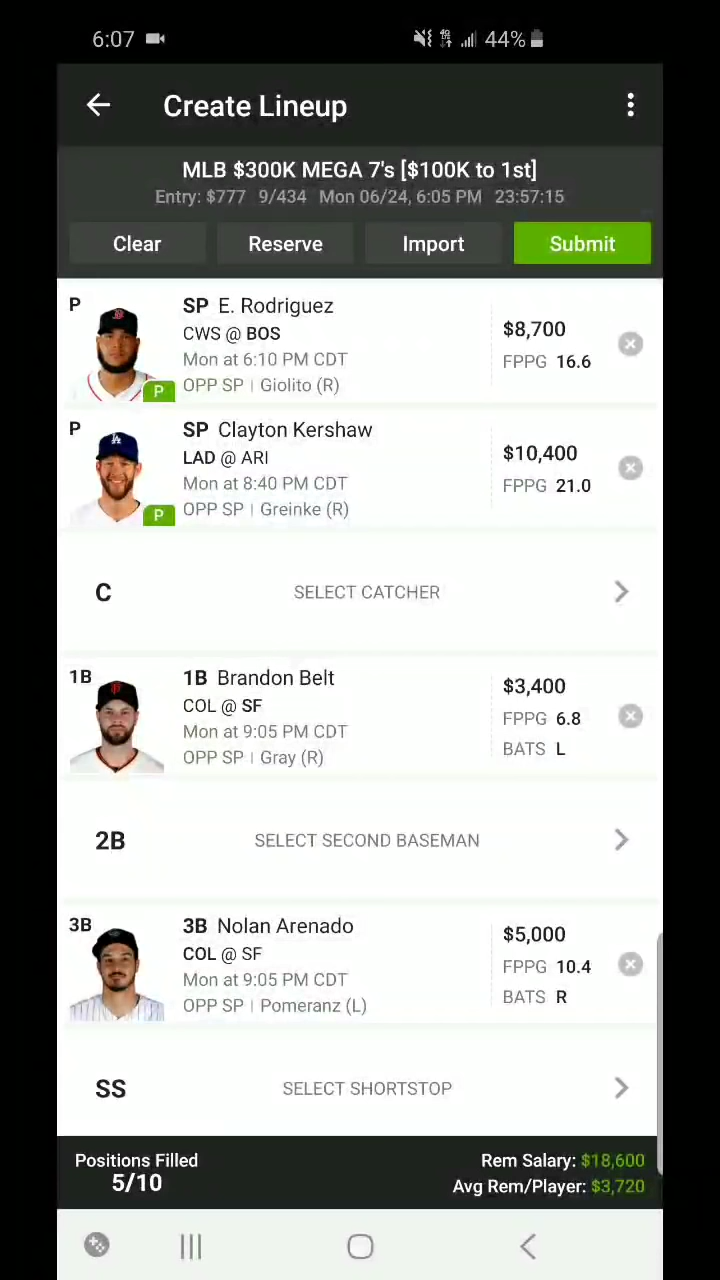 6:07 44%
Create Lineup
MLB $300K MEGA 7's [$100K to 1st]
Entry: $777 9/434 Mon 06/24, 6:05 PM 23:57:15
Clear Reserve Import Submit
P SP E. Rodriguez
CWS @ BOS $8,700
Mon at 6:10 PM CDT FPPG 16.6
P OPP SP | Giolito (R)
P SP Clayton Kershaw
LAD @ ARI $10,400
Mon at 8:40 PM CDT FPPG 21.0
P OPP SP | Greinke (R)
C SELECT CATCHER
1B 1B Brandon Belt $3,400
COL @ SF FPPG 6.8
Mon at 9:05 PM CDT BATS L
OPP SP | Gray (R)
2B SELECT SECOND BASEMAN
3B 3B Nolan Arenado $5,000
COL @ SF FPPG 10.4
Mon at 9:05 PM CDT BATS R
OPP SP | Pomeranz (L)
SS SELECT SHORTSTOP
Positions Filled Rem Salary: $18,600
5/10 Avg Rem/Player: $3,720